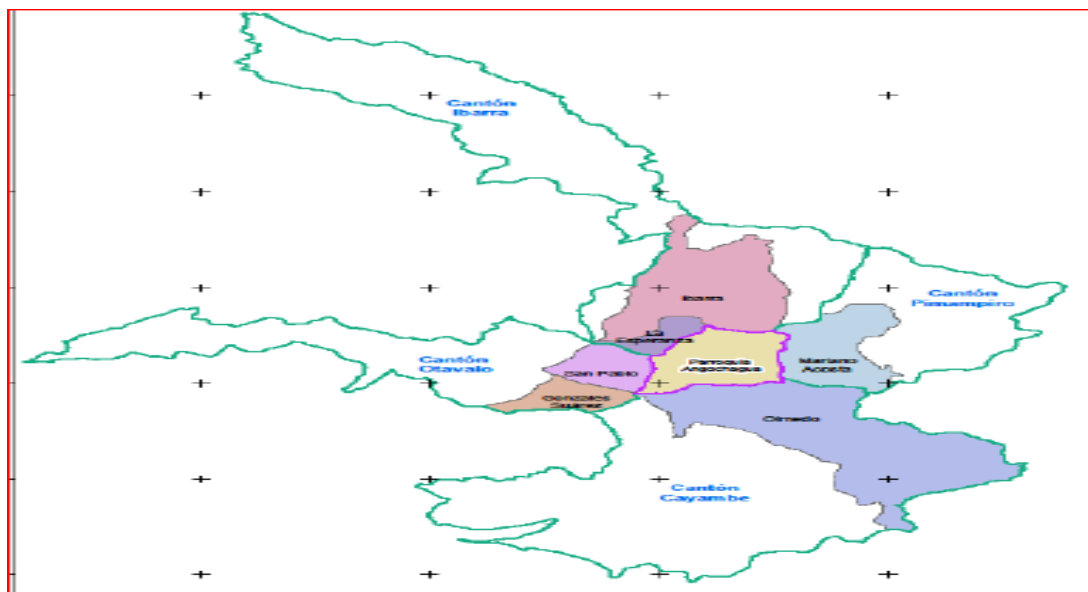 Cantón
Ibarra
Cantón
Pimampiro
Ibarra
La
Esperanza
Parroquia
Angochagua
Mariano
Acosta
Cantón
Otavalo
San Pablo
Gonzales
Suárez
Olmedo
Cantón
Cayambe